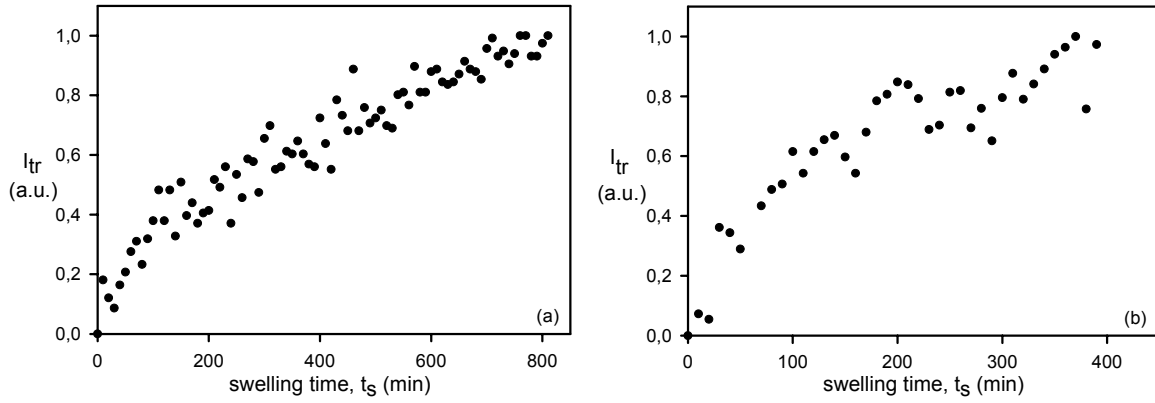 1,0
0,8
0,6
0,4
0,2
0,0
I_tr
(a.u.)
0 200 400 600 800
swelling time, t_s (min)
(a)
1,0
0,8
0,6
0,4
0,2
0,0
I_tr
(a.u.)
0 100 200 300 400
swelling time, t_s (min)
(b)